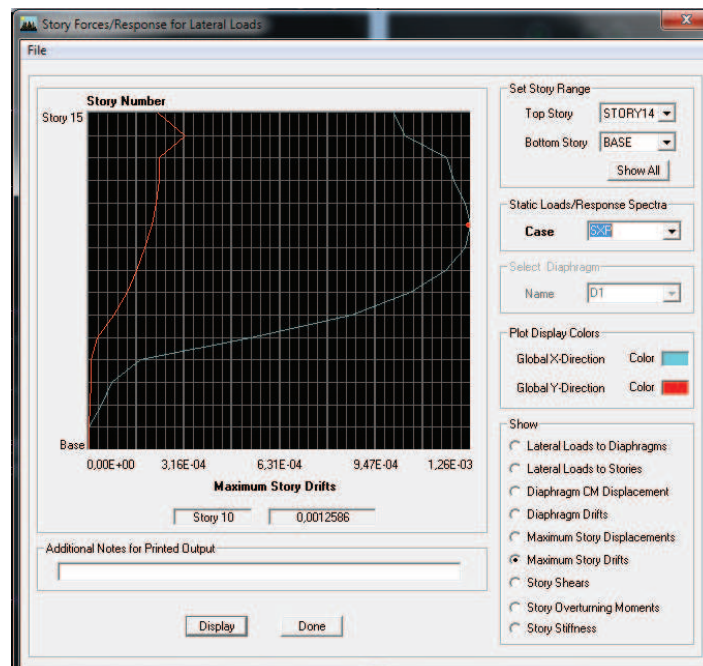 Story Forces/Response for Lateral Loads
File
Story Number
Story 15
Base
0,00E+00 3,16E-04 6,31E-04 9,47E-04 1,26E-03
Maximum Story Drifts
Story 10 0,0012586
Additional Notes for Printed Output
Display Done
Set Story Range
Top Story STORY14
Bottom Story BASE
Show All
Static Loads/Response Spectra
Case SXP
Select Diaphragm
Name D1
Plot Display Colors
Global X-Direction Color
Global Y-Direction Color
Show
Lateral Loads to Diaphragms
Lateral Loads to Stories
Diaphragm CM Displacement
Diaphragm Drifts
Maximum Story Displacements
Maximum Story Drifts
Story Shears
Story Overturning Moments
Story Stiffness